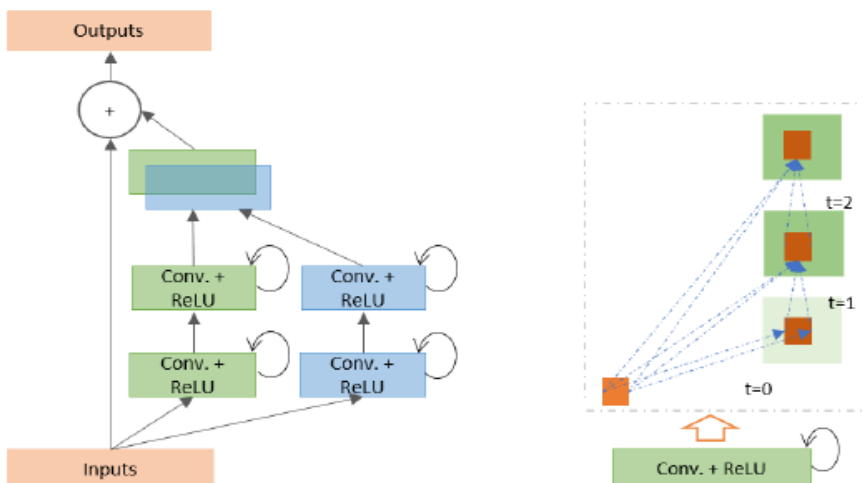 Outputs
+
Conv. +
ReLU
Conv. +
ReLU
Conv. +
ReLU
Conv. +
ReLU
Inputs
t=2
t=1
t=0
Conv. + ReLU